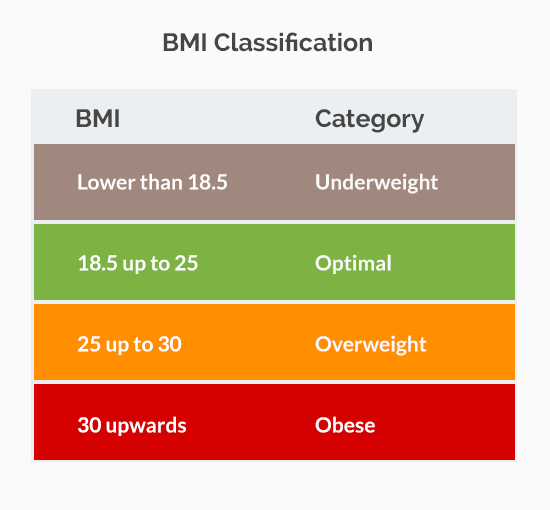 BMI Classification
BMI Category
Lower than 18.5 Underweight
18.5 up to 25 Optimal
25 up to 30 Overweight
30 upwards Obese